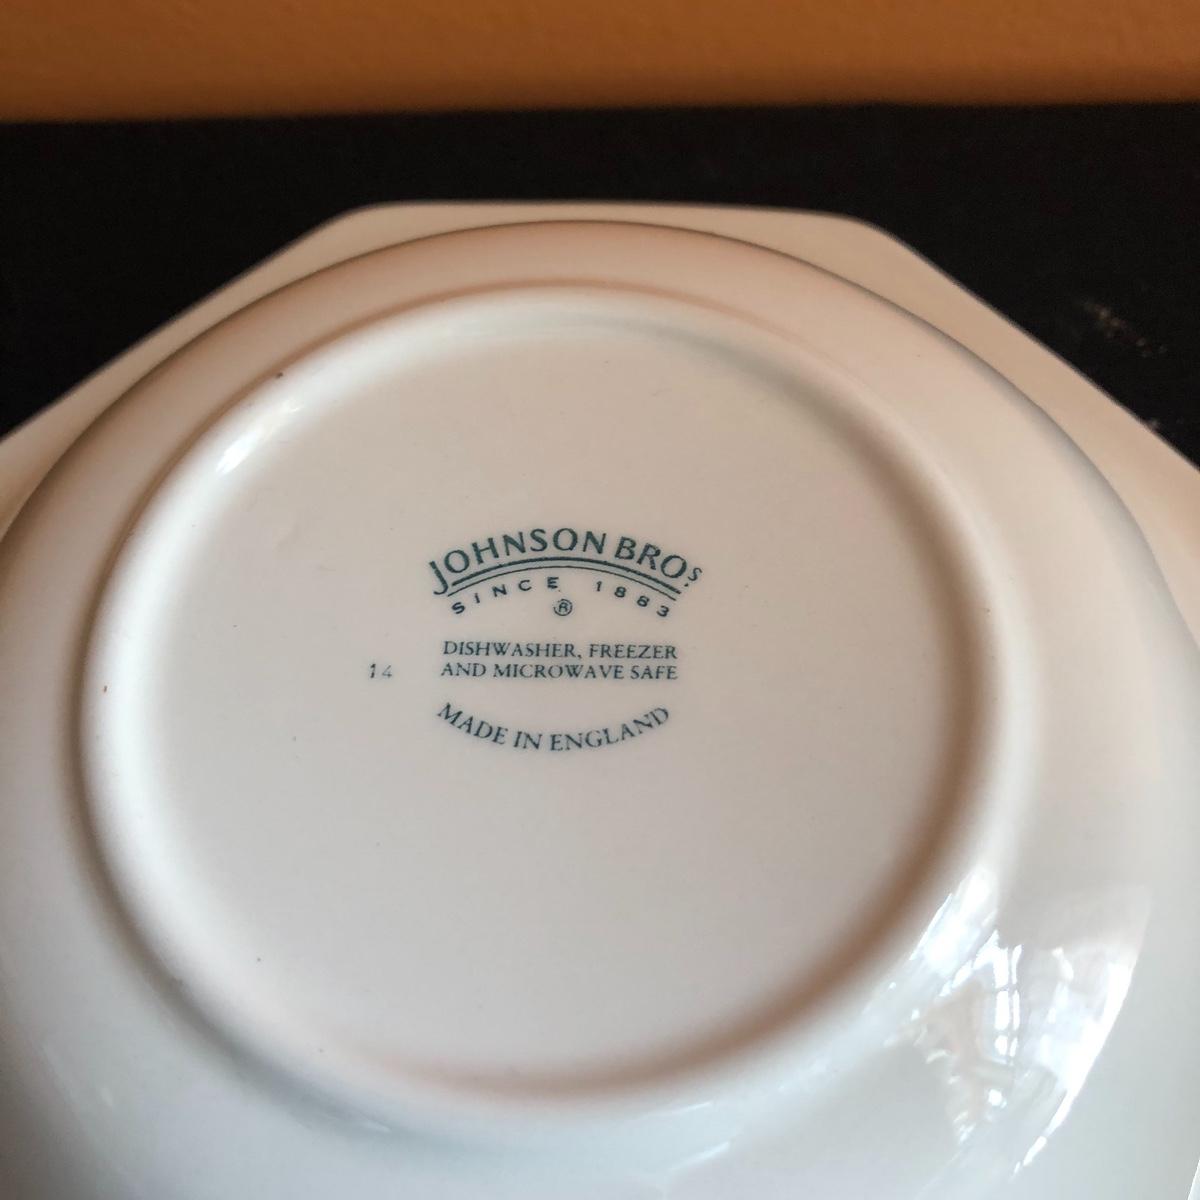 JOHNSON BROS
SINCE 1883
®
DISHWASHER, FREEZER
AND MICROWAVE SAFE
14
MADE IN ENGLAND